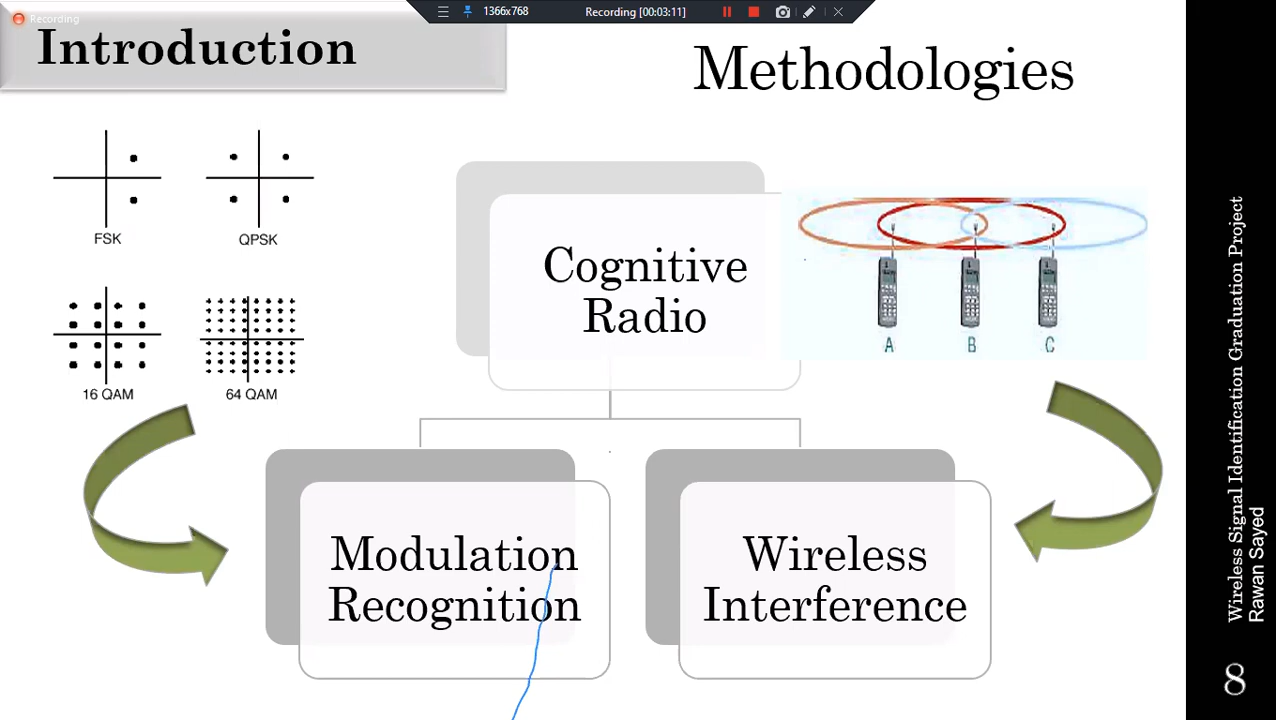 Recording
1366x768
Recording [00:03:11]
Introduction
Methodologies
FSK
QPSK
16 QAM
64 QAM
Cognitive
Radio
A
B
C
Modulation
Recognition
Wireless
Interference
Wireless Signal Identification Graduation Project
Rawan Sayed
8